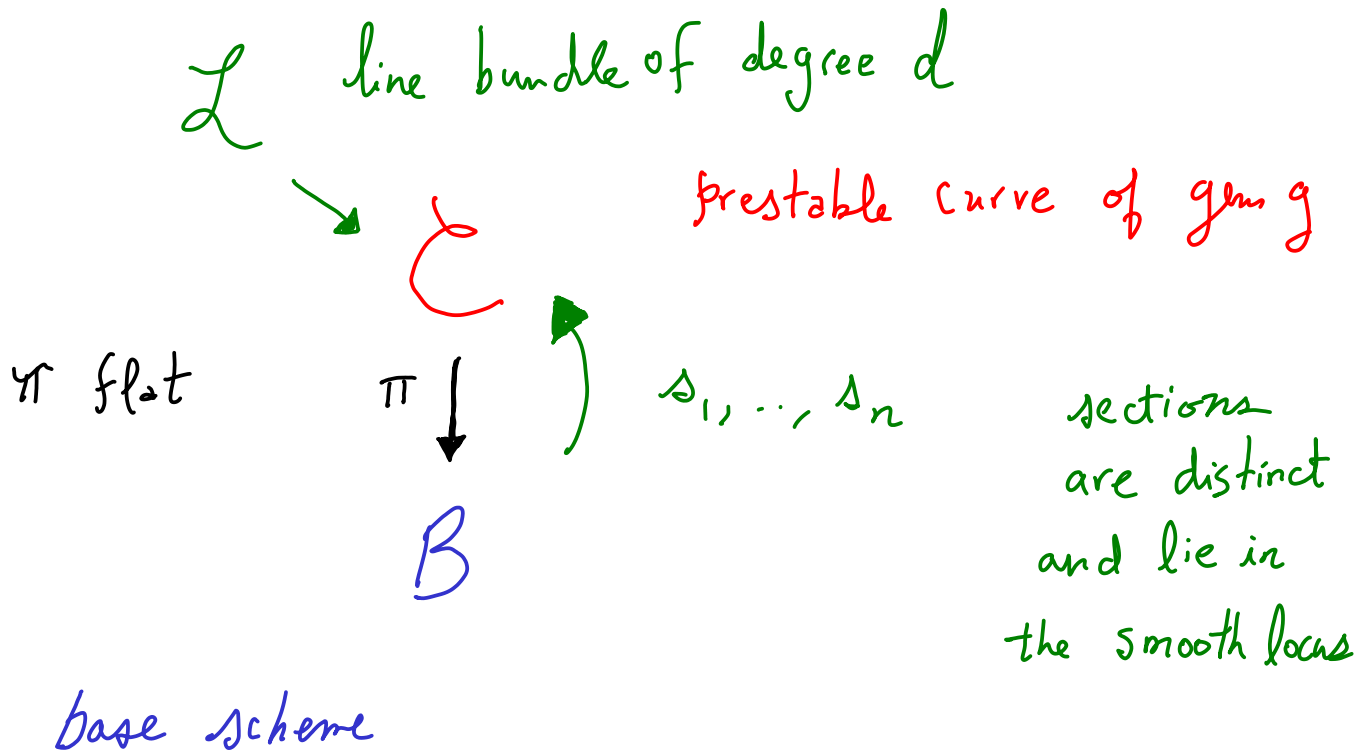 ℒ line bundle of degree d
prestable curve of genus g
𝒞
π flat π s₁, .., sₙ sections
are distinct
B and lie in
the smooth locus
base scheme